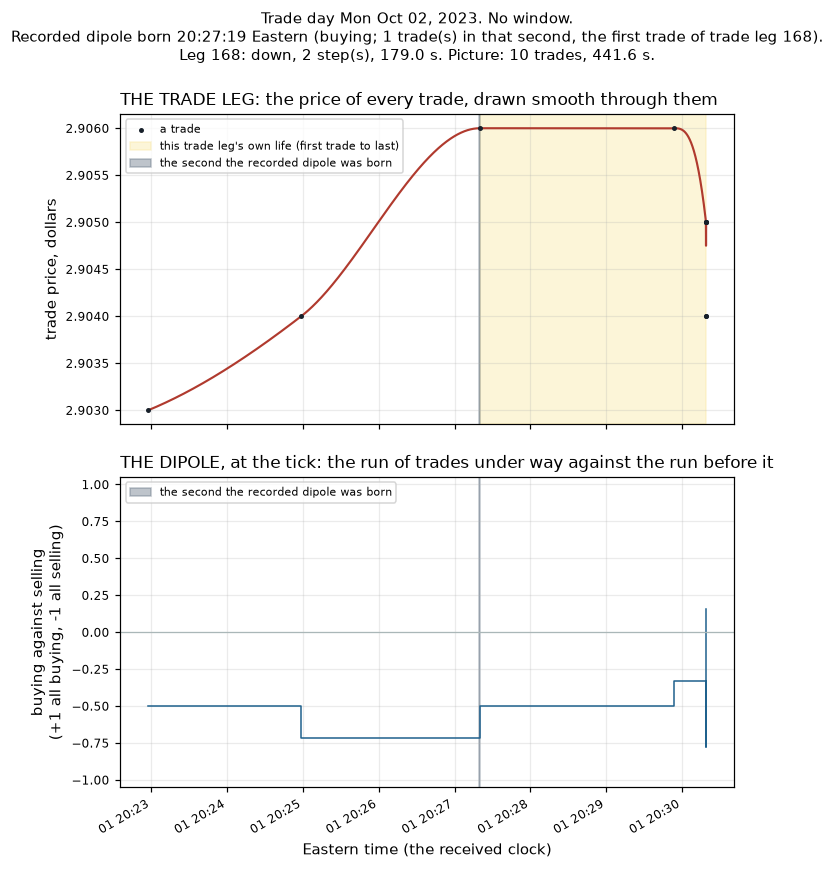 Trade day Mon Oct 02, 2023. No window.
Recorded dipole born 20:27:19 Eastern (buying; 1 trade(s) in that second, the first trade of trade leg 168).
Leg 168: down, 2 step(s), 179.0 s. Picture: 10 trades, 441.6 s.
THE TRADE LEG: the price of every trade, drawn smooth through them
a trade
this trade leg's own life (first trade to last)
the second the recorded dipole was born
trade price, dollars
2.9060
2.9055
2.9050
2.9045
2.9040
2.9035
2.9030
THE DIPOLE, at the tick: the run of trades under way against the run before it
the second the recorded dipole was born
buying against selling
(+1 all buying, -1 all selling)
1.00
0.75
0.50
0.25
0.00
−0.25
−0.50
−0.75
−1.00
01 20:23
01 20:24
01 20:25
01 20:26
01 20:27
01 20:28
01 20:29
01 20:30
Eastern time (the received clock)